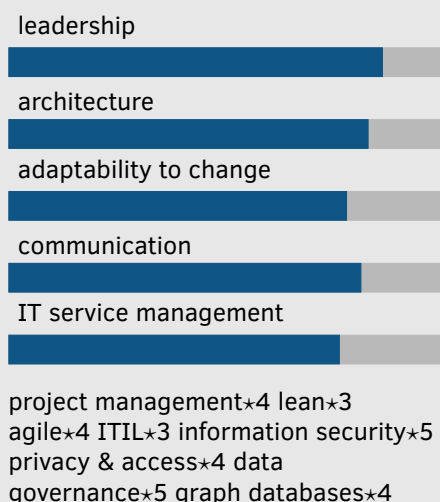 leadership
architecture
adaptability to change
communication
IT service management
project management⋆4 lean⋆3
agile⋆4 ITIL⋆3 information security⋆5
privacy & access⋆4 data
governance⋆5 graph databases⋆4